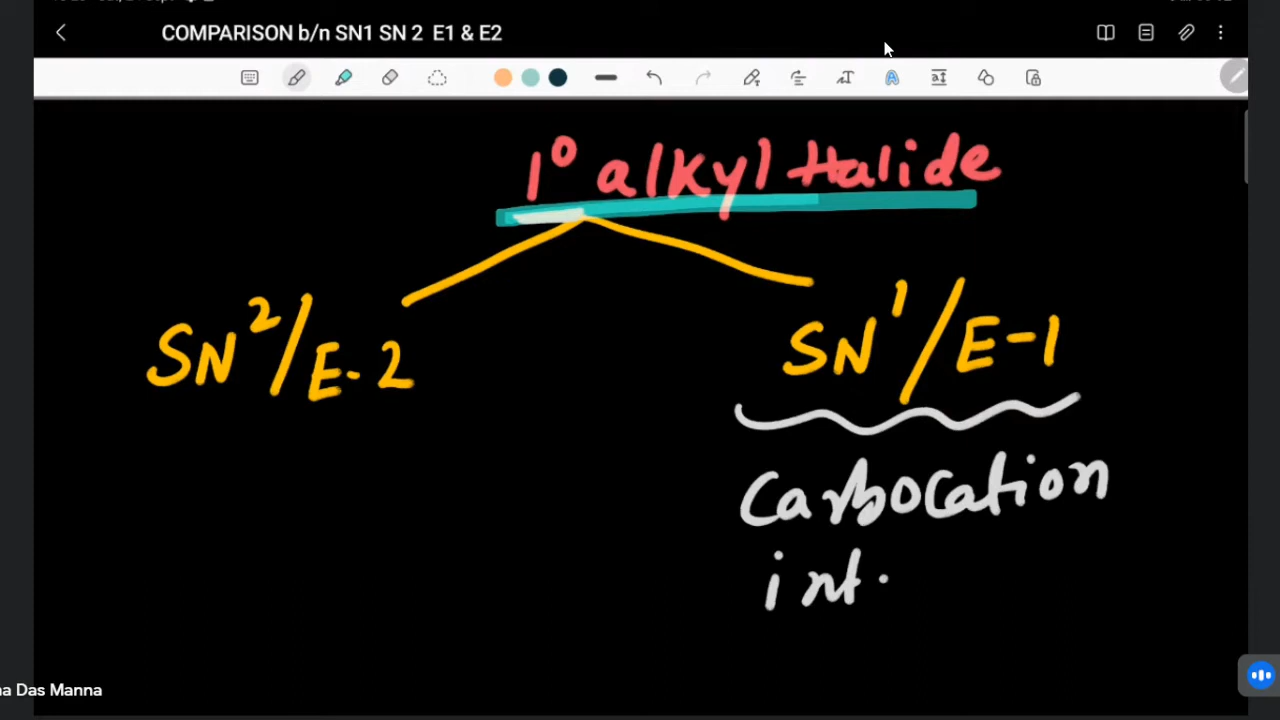 COMPARISON b/n SN1 SN 2 E1 & E2
1° alkyl Halide
SN²/E-2
SN¹/E-1
Carbocation
int.
Das Manna